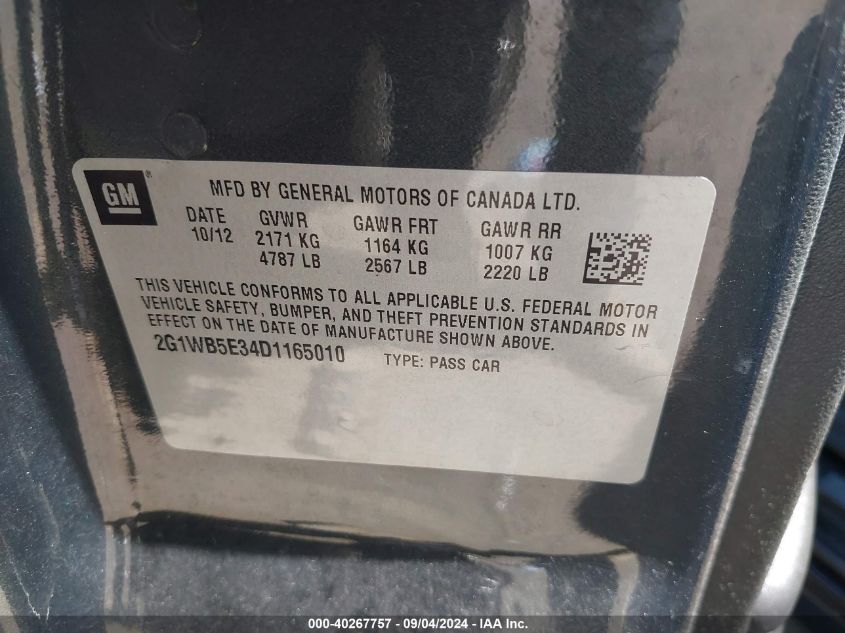 GM ®
MFD BY GENERAL MOTORS OF CANADA LTD.
DATE GVWR GAWR FRT GAWR RR
10/12 2171 KG 1164 KG 1007 KG
4787 LB 2567 LB 2220 LB
THIS VEHICLE CONFORMS TO ALL APPLICABLE U.S. FEDERAL MOTOR
VEHICLE SAFETY, BUMPER, AND THEFT PREVENTION STANDARDS IN
EFFECT ON THE DATE OF MANUFACTURE SHOWN ABOVE.
2G1WB5E34D1165010 TYPE: PASS CAR
000-40267757 - 09/04/2024 - IAA Inc.